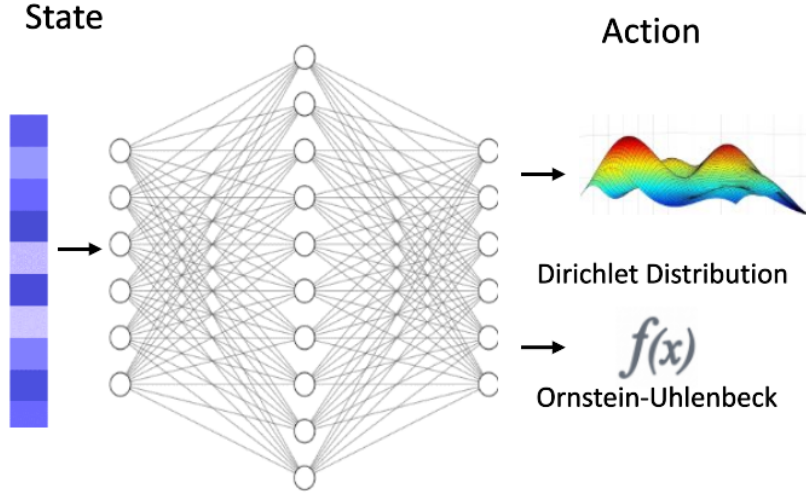 State
Action
Dirichlet Distribution
f(x)
Ornstein-Uhlenbeck